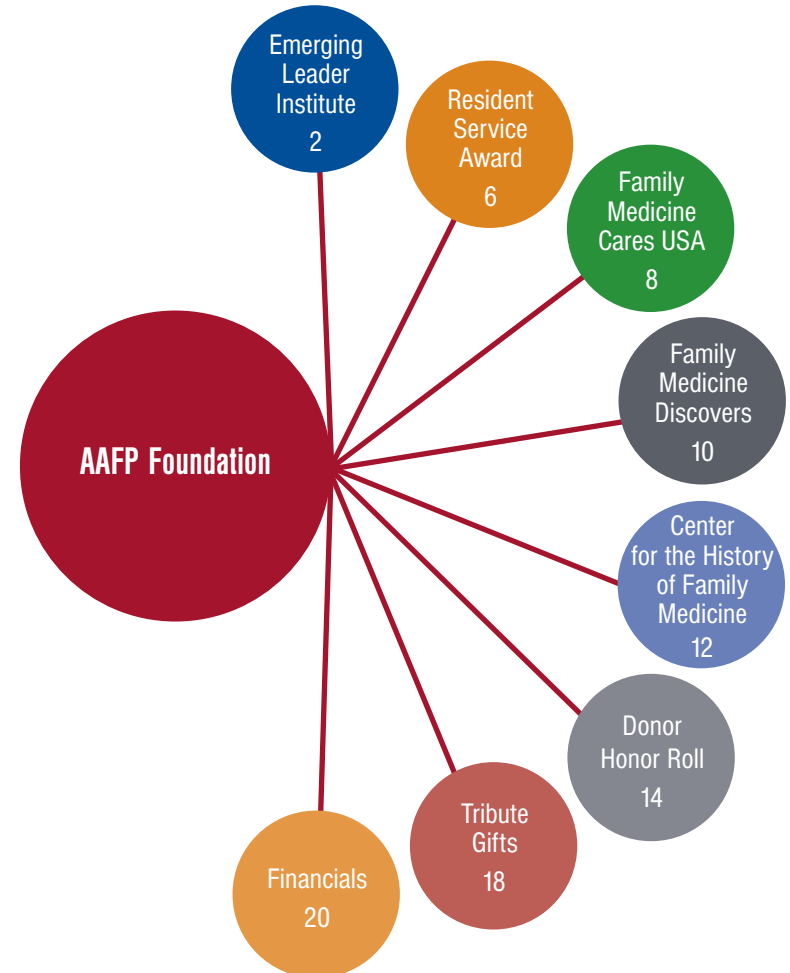 Emerging
Leader
Institute
2
Resident
Service
Award
6
Family
Medicine
Cares USA
8
Family
Medicine
Discovers
10
AAFP Foundation
Center
for the History
of Family
Medicine
12
Donor
Honor Roll
14
Tribute
Gifts
18
Financials
20